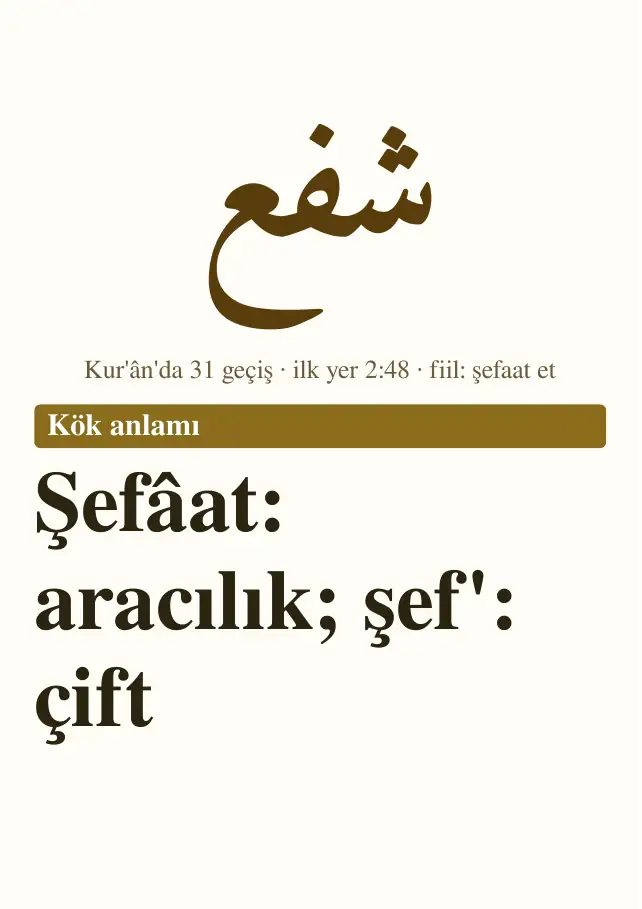 شفع
Kur'ân'da 31 geçiş · ilk yer 2:48 · fiil: şefaat et
Kök anlamı
Şefâat:
aracılık; şef':
çift